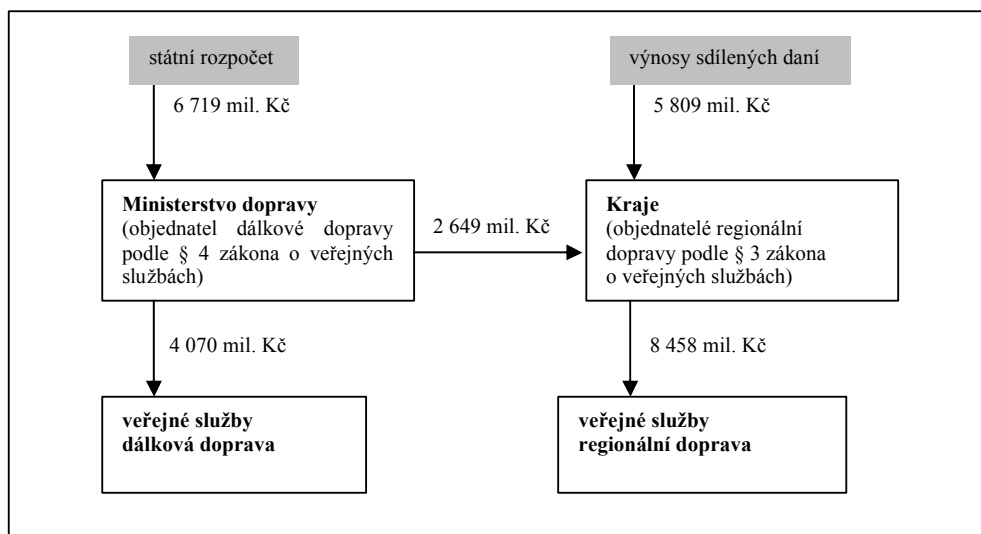 státní rozpočet
výnosy sdílených daní
6 719 mil. Kč
5 809 mil. Kč
Ministerstvo dopravy
(objednatel dálkové dopravy
podle § 4 zákona o veřejných
službách)
2 649 mil. Kč
Kraje
(objednatelé regionální
dopravy podle § 3 zákona
o veřejných službách)
4 070 mil. Kč
8 458 mil. Kč
veřejné služby
dálková doprava
veřejné služby
regionální doprava